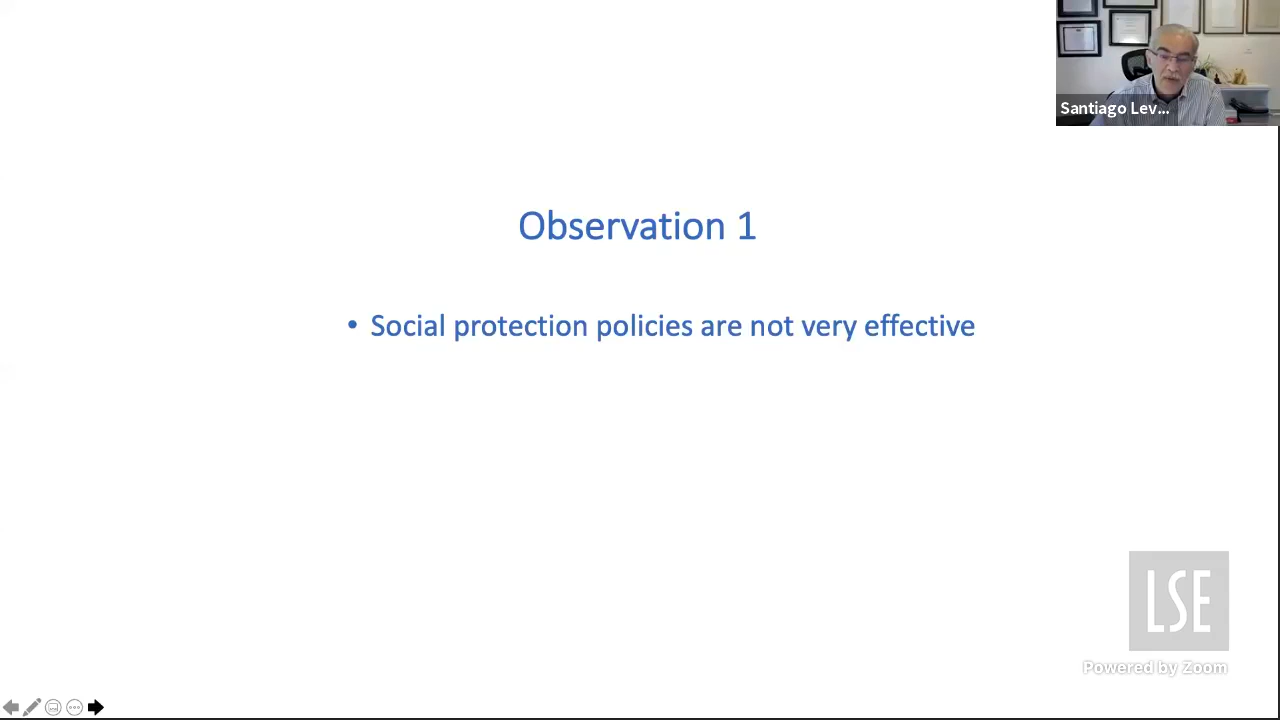 Santiago Lev...
Observation 1
• Social protection policies are not very effective
LSE
Powered by Zoom